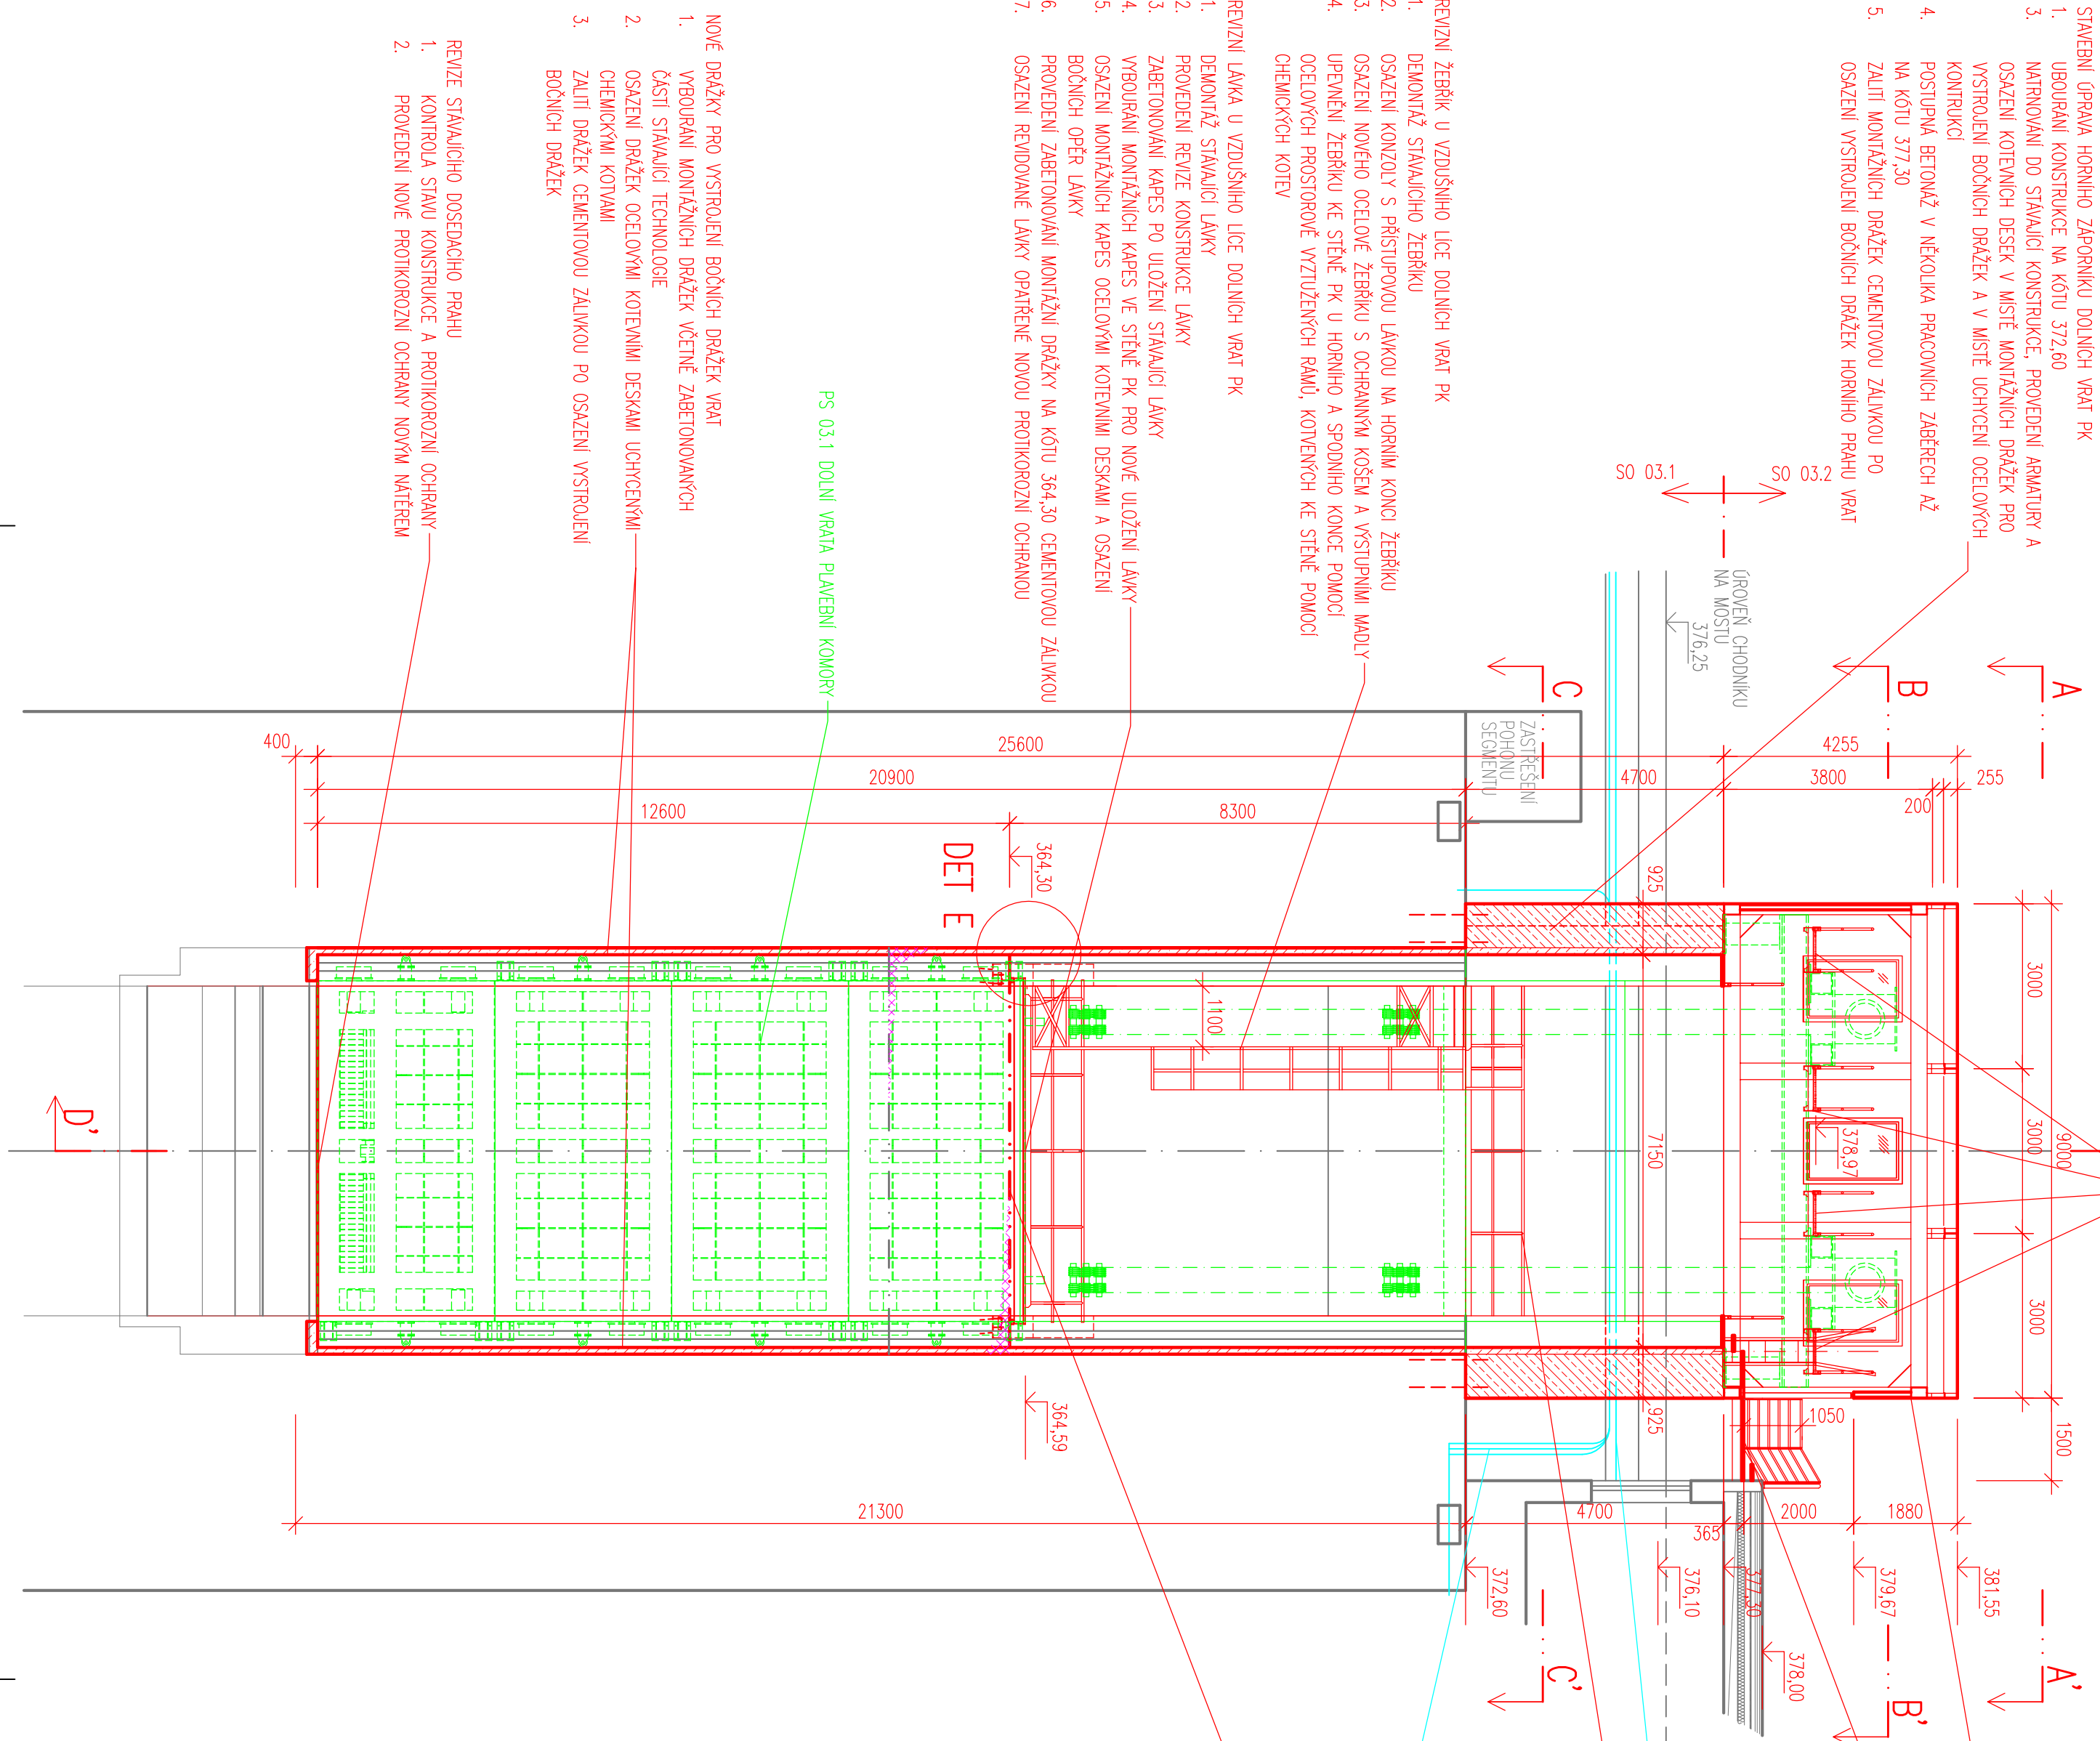 STAVEBNÍ ÚPRAVA HORNÍHO ZÁPORNÍKU DOLNÍCH VRAT PK
1. UBOURÁNÍ KONSTRUKCE NA KÓTU 372,60
3. NATRNOVÁNÍ DO STÁVAJÍCÍ KONSTRUKCE, PROVEDENÍ ARMATURY A
OSAZENÍ KOTEVNÍCH DESEK V MÍSTĚ MONTÁŽNÍCH DRÁŽEK PRO
VYSTROJENÍ BOČNÍCH DRÁŽEK A V MÍSTĚ UCHYCENÍ OCELOVÝCH
KONTRUKCÍ
4. POSTUPNÁ BETONÁŽ V NĚKOLIKA PRACOVNÍCH ZÁBĚRECH AŽ
NA KÓTU 377,30
5. ZALITÍ MONTÁŽNÍCH DRÁŽEK CEMENTOVOU ZÁLIVKOU PO
OSAZENÍ VYSTROJENÍ BOČNÍCH DRÁŽEK HORNÍHO PRAHU VRAT
SO 03.1
SO 03.2
ÚROVEŇ CHODNÍKU
NA MOSTU
376,25
REVIZNÍ ŽEBŘÍK U VZDUŠNÍHO LÍCE DOLNÍCH VRAT PK
1. DEMONTÁŽ STÁVAJÍCÍHO ŽEBŘÍKU
2. OSAZENÍ KONZOLY S PŘÍSTUPOVOU LÁVKOU NA HORNÍM KONCI ŽEBŘÍKU
3. OSAZENÍ NOVÉHO OCELOVÉ ŽEBŘÍKU S OCHRANNÝM KOŠEM A VÝSTUPNÍMI MADLY
4. UPEVNĚNÍ ŽEBŘÍKU KE STĚNĚ PK U HORNÍHO A SPODNÍHO KONCE POMOCÍ
OCELOVÝCH PROSTOROVĚ VYZTUŽENÝCH RÁMŮ, KOTVENÝCH KE STĚNĚ POMOCÍ
CHEMICKÝCH KOTEV
REVIZNÍ LÁVKA U VZDUŠNÍHO LÍCE DOLNÍCH VRAT PK
1. DEMONTÁŽ STÁVAJÍCÍ LÁVKY
2. PROVEDENÍ REVIZE KONSTRUKCE LÁVKY
3. ZABETONOVÁNÍ KAPES PO ULOŽENÍ STÁVAJÍCÍ LÁVKY
4. VYBOURÁNÍ MONTÁŽNÍCH KAPES VE STĚNĚ PK PRO NOVÉ ULOŽENÍ LÁVKY
5. OSAZENÍ MONTÁŽNÍCH KAPES OCELOVÝMI KOTEVNÍMI DESKAMI A OSAZENÍ
BOČNÍCH OPĚR LÁVKY
6. PROVEDENÍ ZABETONOVÁNÍ MONTÁŽNÍ DRÁŽKY NA KÓTU 364,30 CEMENTOVOU ZÁLIVKOU
7. OSAZENÍ REVIDOVANÉ LÁVKY OPATŘENÉ NOVOU PROTIKOROZNÍ OCHRANOU
PS 03.1 DOLNÍ VRATA PLAVEBNÍ KOMORY
NOVÉ DRÁŽKY PRO VYSTROJENÍ BOČNÍCH DRÁŽEK VRAT
1. VYBOURÁNÍ MONTÁŽNÍCH DRÁŽEK VČETNĚ ZABETONOVANÝCH
ČÁSTÍ STÁVAJÍCÍ TECHNOLOGIE
2. OSAZENÍ DRÁŽEK OCELOVÝMI KOTEVNÍMI DESKAMI UCHYCENÝMI
CHEMICKÝMI KOTVAMI
3. ZALITÍ DRÁŽEK CEMENTOVOU ZÁLIVKOU PO OSAZENÍ VYSTROJENÍ
BOČNÍCH DRÁŽEK
REVIZE STÁVAJÍCÍHO DOSEDACÍHO PRAHU
1. KONTROLA STAVU KONSTRUKCE A PROTIKOROZNÍ OCHRANY
2. PROVEDENÍ NOVÉ PROTIKOROZNÍ OCHRANY NOVÝM NÁTĚREM
A
B
C
ZASTŘEŠENÍ
POHONU
SEGMENTU
400
25600
4255
20900
4700
3800
255
200
12600
8300
DET E
364,30
925
3000
1100
7150
3000
9000
378,97
3000
925
1500
1050
D'
364,59
21300
4700
365
2000
1880
372,60
376,10
377,30
379,67
381,55
378,00
A'
B'
C'